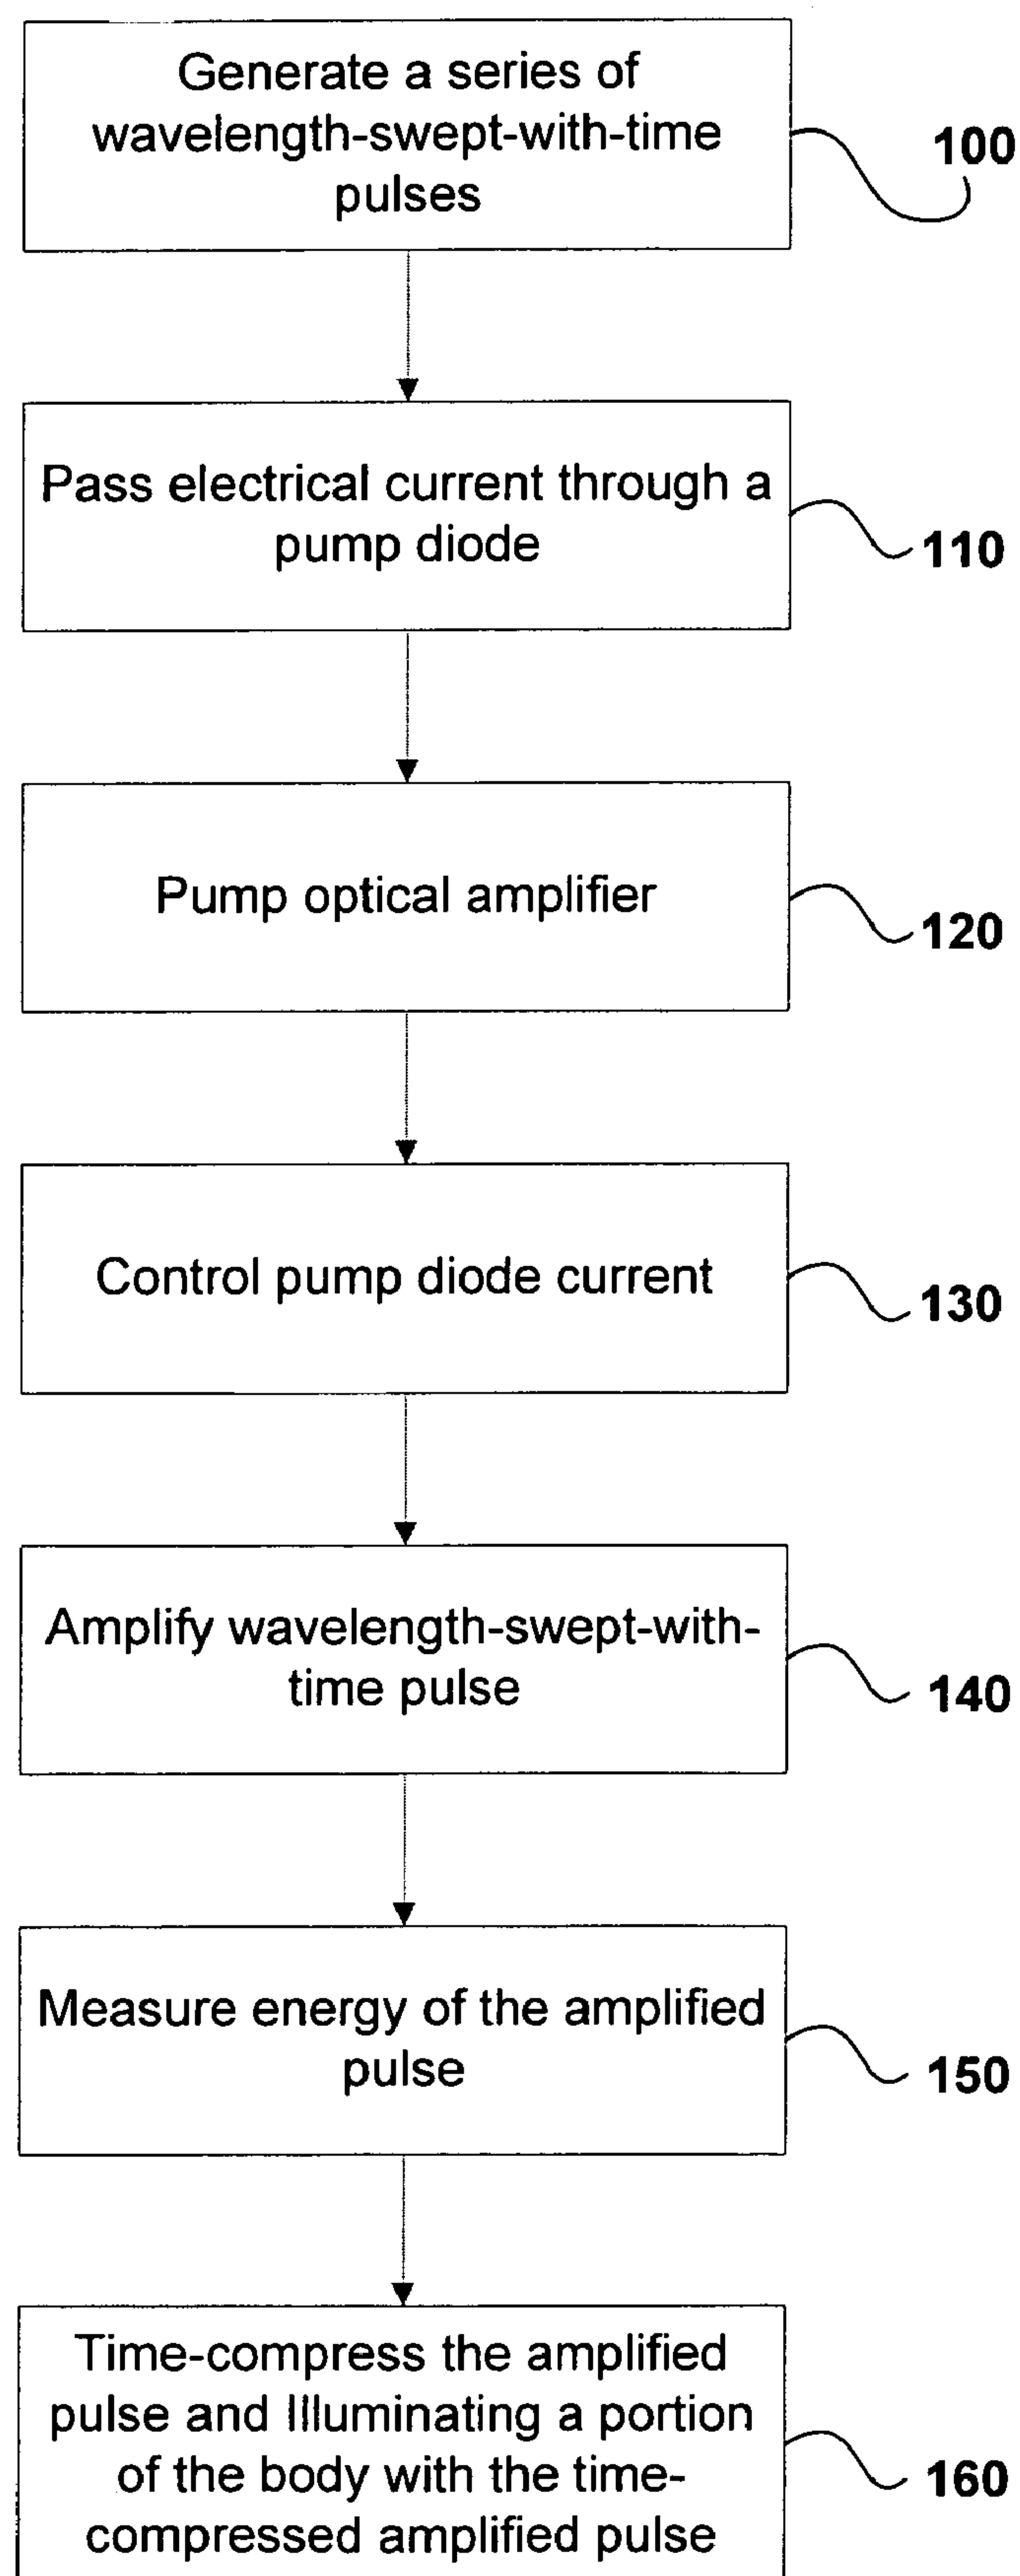 Generate a series of
wavelength-swept-with-time
pulses
100
Pass electrical current through a
pump diode
110
Pump optical amplifier
120
Control pump diode current
130
Amplify wavelength-swept-with-
time pulse
140
Measure energy of the amplified
pulse
150
Time-compress the amplified
pulse and Illuminating a portion
of the body with the time-
compressed amplified pulse
160